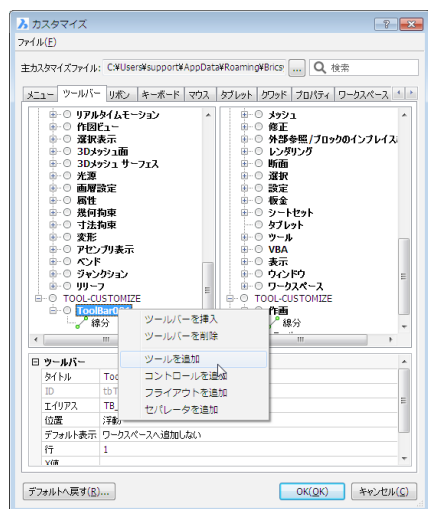 カスタマイズ
ファイル(F)
主カスタマイズファイル: C:¥Users¥support¥AppData¥Roaming¥Brics ... 検索
メニュー ツールバー リボン キーボード マウス タブレット クワッド プロパティ ワークスペース
リアルタイムモーション
作図ビュー
選択表示
3Dメッシュ面
3Dメッシュ サーフェス
光源
画層設定
属性
幾何拘束
寸法拘束
変形
アセンブリ表示
ベンド
ジャンクション
リリーフ
TOOL-CUSTOMIZE
ToolBar00
線分
メッシュ
修正
外部参照/ブロックのインプレイス
レンダリング
断面
選択
設定
板金
シートセット
タブレット
ツール
VBA
表示
ウィンドウ
ワークスペース
TOOL-CUSTOMIZE
作画
線分
ツールバーを挿入
ツールバーを削除
ツールを追加
コントロールを追加
フライアウトを追加
セパレータを追加
ツールバー
タイトル Too
ID tbT
エイリアス TB_
位置 浮動
デフォルト表示 ワークスペースへ追加しない
行 1
Y値
デフォルトへ戻す(R)... OK(OK) キャンセル(C)